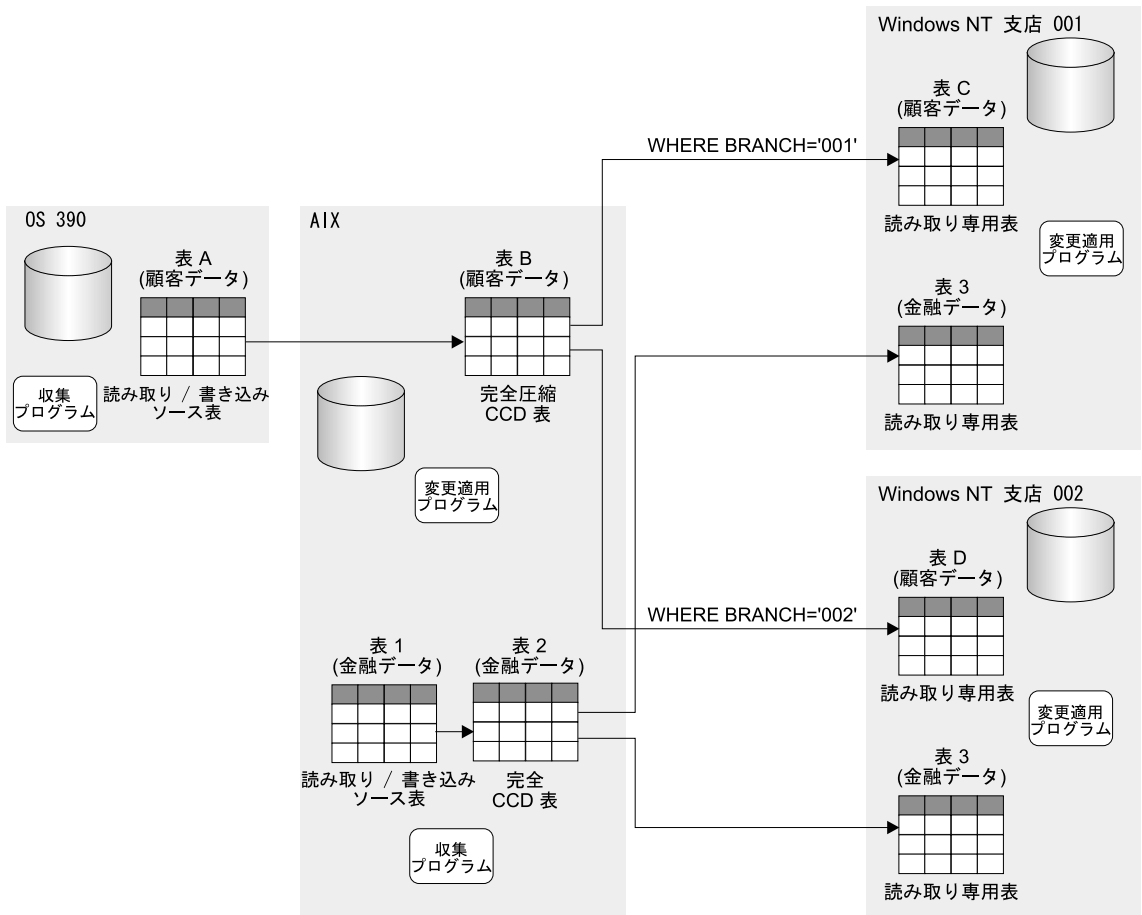 OS 390
表 A
(顧客データ)
収集
プログラム
読み取り / 書き込み
ソース表
AIX
表 B
(顧客データ)
完全圧縮
CCD 表
変更適用
プログラム
表 1
(金融データ)
読み取り / 書き込み
ソース表
表 2
(金融データ)
完全
CCD 表
収集
プログラム
WHERE BRANCH='001'
WHERE BRANCH='002'
Windows NT 支店 001
表 C
(顧客データ)
読み取り専用表
変更適用
プログラム
表 3
(金融データ)
読み取り専用表
Windows NT 支店 002
表 D
(顧客データ)
読み取り専用表
変更適用
プログラム
表 3
(金融データ)
読み取り専用表